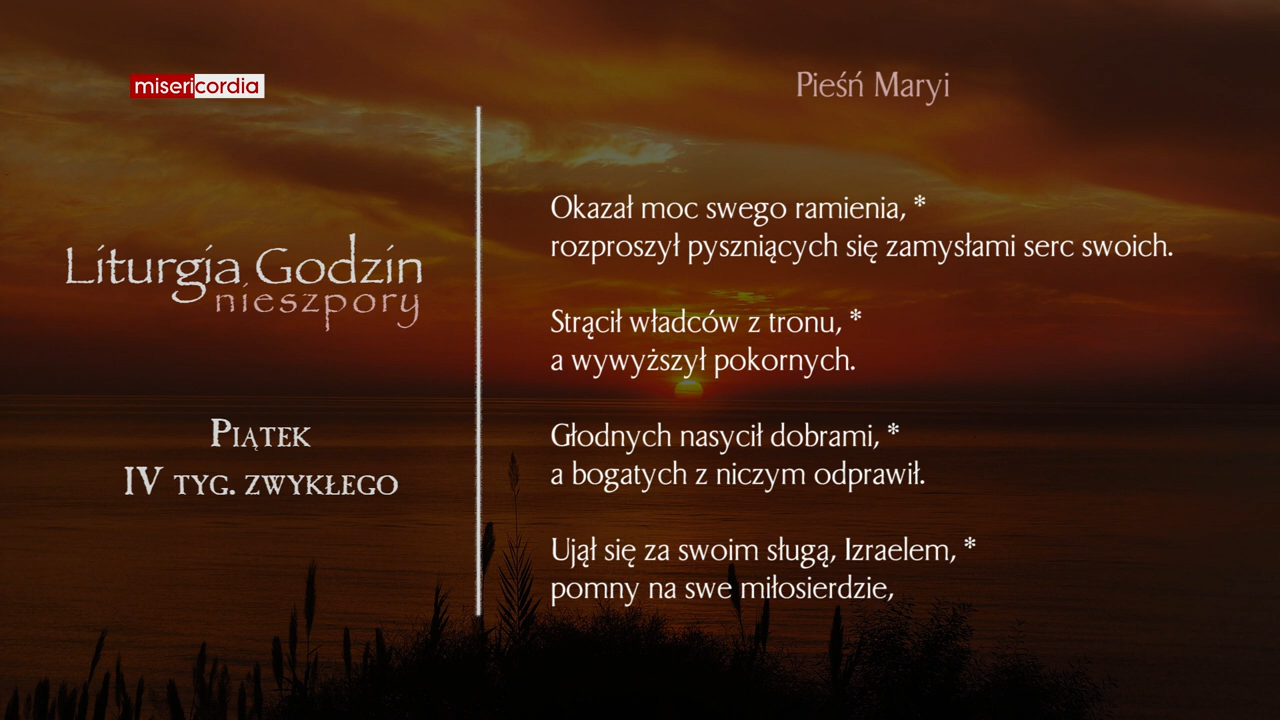 misericordia
Liturgia Godzin
nieszpory
Piątek
IV tyg. zwykłego
Pieśń Maryi
Okazał moc swego ramienia, *
rozproszył pyszniących się zamysłami serc swoich.
Strącił władców z tronu, *
a wywyższył pokornych.
Głodnych nasycił dobrami, *
a bogatych z niczym odprawił.
Ujął się za swoim sługą, Izraelem, *
pomny na swe miłosierdzie,